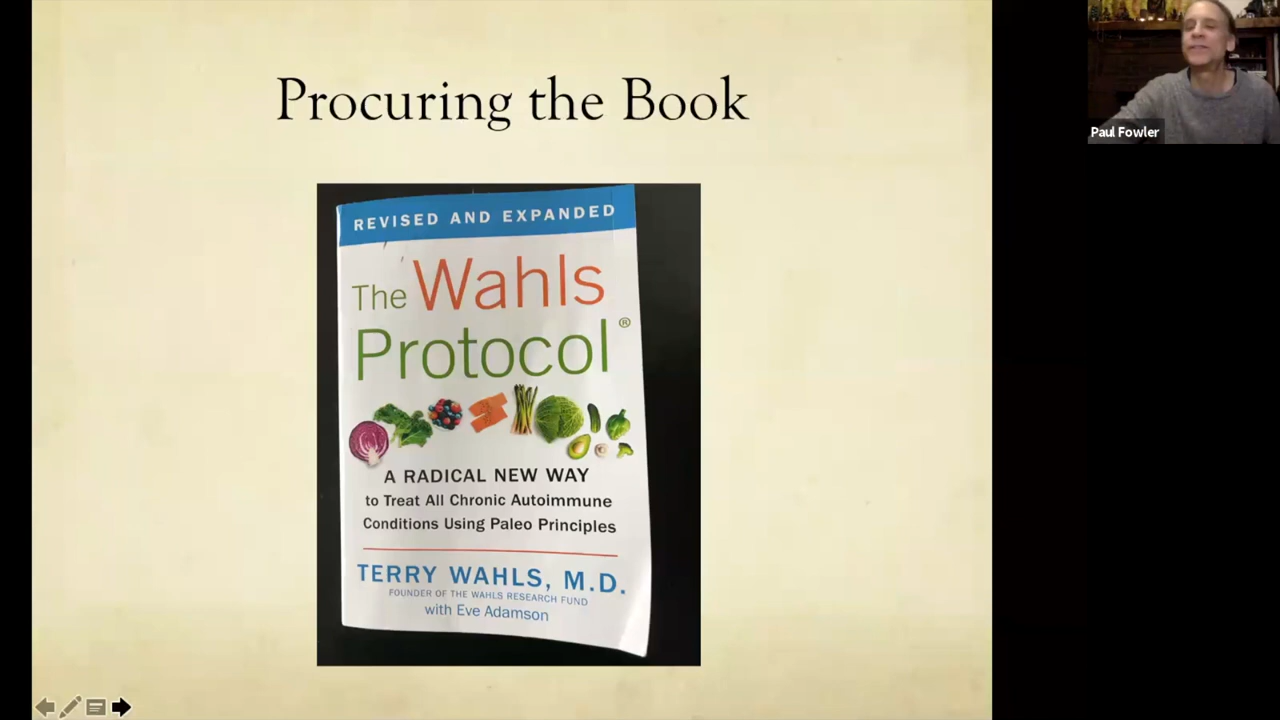 Procuring the Book
REVISED AND EXPANDED
The Wahls
Protocol®
A RADICAL NEW WAY
to Treat All Chronic Autoimmune
Conditions Using Paleo Principles
TERRY WAHLS, M.D.
FOUNDER OF THE WAHLS RESEARCH FUND
with Eve Adamson
Paul Fowler